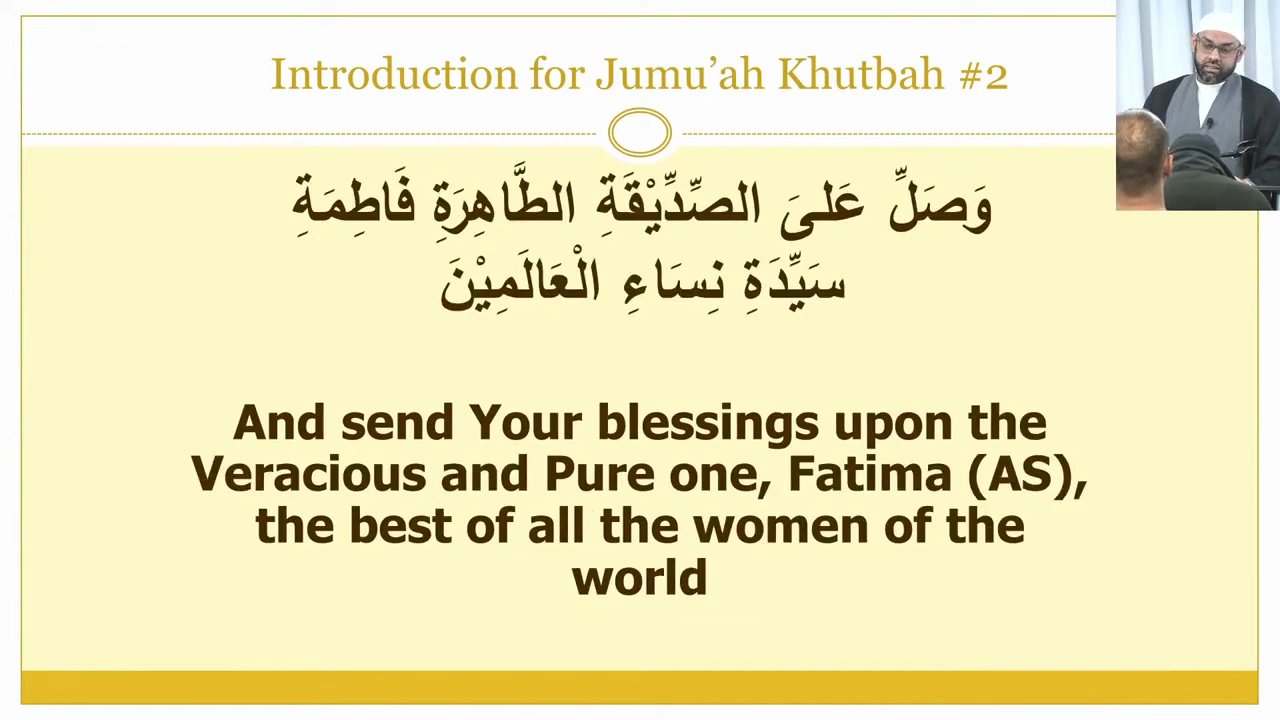 Introduction for Jumu’ah Khutbah #2
وَصَلِّ عَلىَ الصِّدِّيْقَةِ الطَّاهِرَةِ فَاطِمَةِ
سَيِّدَةِ نِسَاءِ الْعَالَمِيْنَ
And send Your blessings upon the
Veracious and Pure one, Fatima (AS),
the best of all the women of the
world